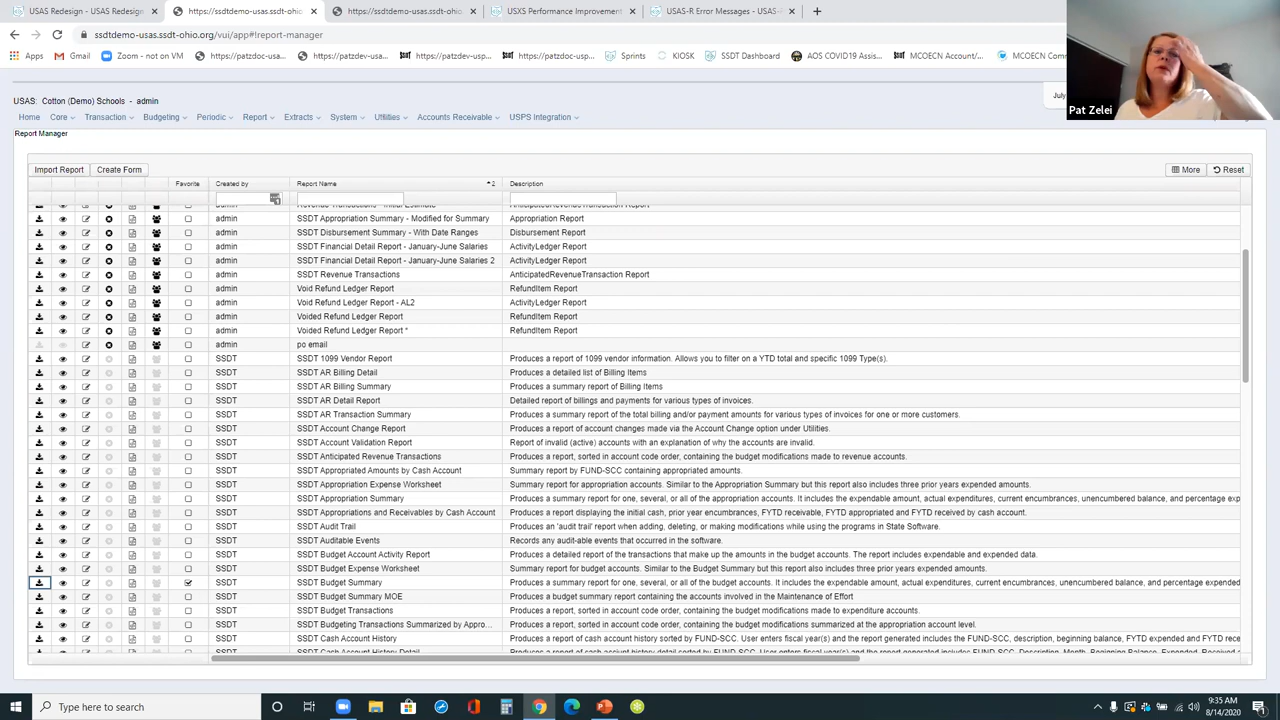 USAS Redesign - USAS Redesign
https://ssdtdemo-usas.ssdt-ohio
https://ssdtdemo-usas.ssdt-ohio
USXS Performance Improvement
USAS-R Error Messages - USAS-
ssdtdemo-usas.ssdt-ohio.org/vui/app#!report-manager
Apps Gmail Zoom - not on VM https://patzdoc-usa... https://patzdev-usa... https://patzdoc-usp... https://patzdev-usp... Sprints KIOSK SSDT Dashboard AOS COVID19 Assis... MCOECN Account/... MCOECN Commu
Pat Zelei
July
USAS: Cotton (Demo) Schools - admin
Home Core Transaction Budgeting Periodic Report Extracts System Utilities Accounts Receivable USPS Integration
Report Manager
Import Report Create Form More Reset
Favorite Created by Report Name 2 Description
admin Revenue Transactions - Initial Estimate AnticipatedRevenueTransaction Report
admin SSDT Appropriation Summary - Modified for Summary Appropriation Report
admin SSDT Disbursement Summary - With Date Ranges Disbursement Report
admin SSDT Financial Detail Report - January-June Salaries ActivityLedger Report
admin SSDT Financial Detail Report - January-June Salaries 2 ActivityLedger Report
admin SSDT Revenue Transactions AnticipatedRevenueTransaction Report
admin Void Refund Ledger Report RefundItem Report
admin Void Refund Ledger Report - AL2 ActivityLedger Report
admin Voided Refund Ledger Report RefundItem Report
admin Voided Refund Ledger Report * RefundItem Report
admin po email
SSDT SSDT 1099 Vendor Report Produces a report of 1099 vendor information. Allows you to filter on a YTD total and specific 1099 Type(s).
SSDT SSDT AR Billing Detail Produces a detailed list of Billing Items
SSDT SSDT AR Billing Summary Produces a summary report of Billing Items
SSDT SSDT AR Detail Report Detailed report of billings and payments for various types of invoices.
SSDT SSDT AR Transaction Summary Produces a summary report of the total billing and/or payment amounts for various types of invoices for one or more customers.
SSDT SSDT Account Change Report Produces a report of account changes made via the Account Change option under Utilities.
SSDT SSDT Account Validation Report Report of invalid (active) accounts with an explanation of why the accounts are invalid.
SSDT SSDT Anticipated Revenue Transactions Produces a report, sorted in account code order, containing the budget modifications made to revenue accounts.
SSDT SSDT Appropriated Amounts by Cash Account Summary report by FUND-SCC containing appropriated amounts.
SSDT SSDT Appropriation Expense Worksheet Summary report for appropriation accounts. Similar to the Appropriation Summary but this report also includes three prior years expended amounts.
SSDT SSDT Appropriation Summary Produces a summary report for one, several, or all of the appropriation accounts. It includes the expendable amount, actual expenditures, current encumbrances, unencumbered balance, and percentage exp
SSDT SSDT Appropriations and Receivables by Cash Account Produces a report displaying the initial cash, prior year encumbrances, FYTD receivable, FYTD appropriated and FYTD received by cash account.
SSDT SSDT Audit Trail Produces an 'audit trail' report when adding, deleting, or making modifications while using the programs in State Software.
SSDT SSDT Auditable Events Records any audit-able events that occurred in the software.
SSDT SSDT Budget Account Activity Report Produces a detailed report of the transactions that make up the amounts in the budget accounts. The report includes expendable and expended data.
SSDT SSDT Budget Expense Worksheet Summary report for budget accounts. Similar to the Budget Summary but this report also includes three prior years expended amounts.
SSDT SSDT Budget Summary Produces a summary report for one, several, or all of the budget accounts. It includes the expendable amount, actual expenditures, current encumbrances, unencumbered balance, and percentage expended
SSDT SSDT Budget Summary MOE Produces a budget summary report containing the accounts involved in the Maintenance of Effort
SSDT SSDT Budget Transactions Produces a report, sorted in account code order, containing the budget modifications made to expenditure accounts.
SSDT SSDT Budgeting Transactions Summarized by Appro... Produces a report, sorted in account code order, containing the budget modifications summarized at the appropriation account level.
SSDT SSDT Cash Account History Produces a report of cash account history sorted by FUND-SCC. User enters fiscal year(s) and the report generated includes the FUND-SCC, description, beginning balance, FYTD expended and FYTD re
SSDT SSDT Cash Account History Detail
Type here to search
9:35 AM
8/14/2020